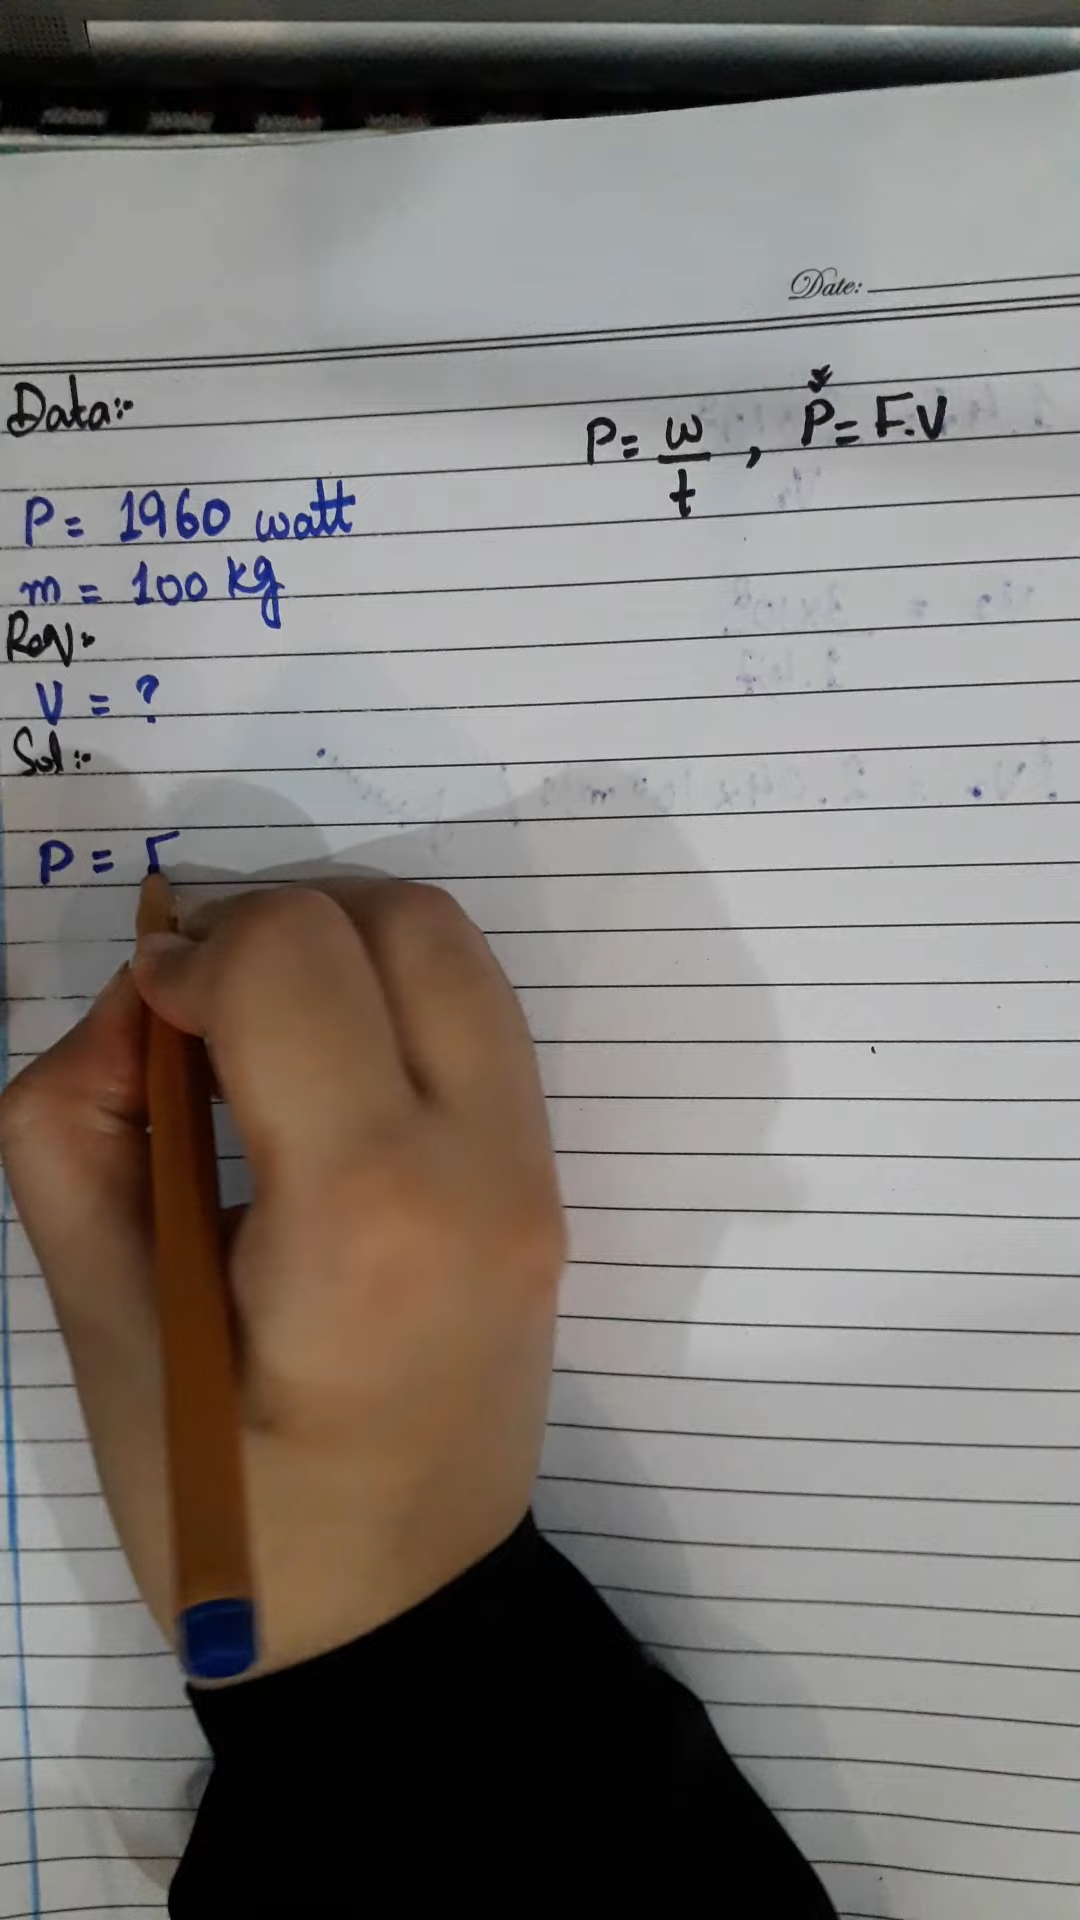 Date:
Data:-
P = w/t , P = F.V
P = 1960 watt
m = 100 kg
Req:-
V = ?
Sol:-
P = F